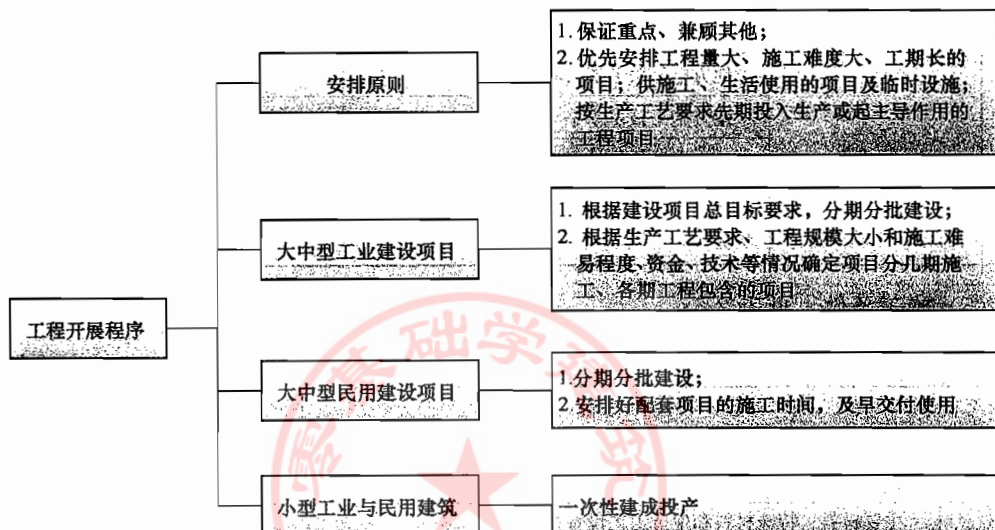 工程开展程序
安排原则
1. 保证重点、兼顾其他；
2. 优先安排工程量大、施工难度大、工期长的
项目；供施工、生活使用的项目及临时设施；
按生产工艺要求先期投入生产或起主导作用的
工程项目
大中型工业建设项目
1. 根据建设项目总目标要求，分期分批建设；
2. 根据生产工艺要求、工程规模大小和施工难
易程度、资金、技术等情况确定项目分几期施
工、各期工程包含的项目
大中型民用建设项目
1.分期分批建设；
2.安排好配套项目的施工时间，及早交付使用
小型工业与民用建筑
一次性建成投产
零基础学建筑